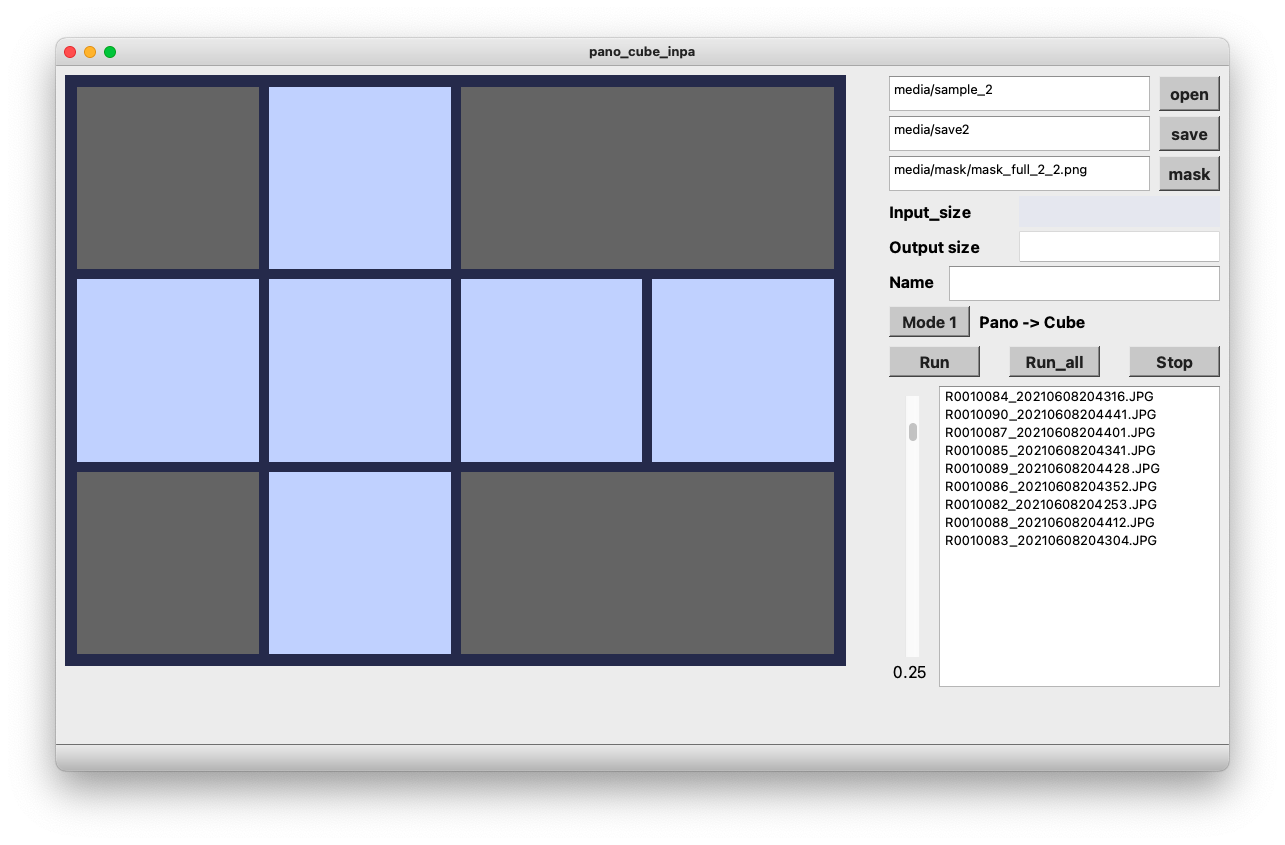 pano_cube_inpa
media/sample_2
open
media/save2
save
media/mask/mask_full_2_2.png
mask
Input_size
Output size
Name
Mode 1 Pano -> Cube
Run Run_all Stop
R0010084_20210608204316.JPG
R0010090_20210608204441.JPG
R0010087_20210608204401.JPG
R0010085_20210608204341.JPG
R0010089_20210608204428.JPG
R0010086_20210608204352.JPG
R0010082_20210608204253.JPG
R0010088_20210608204412.JPG
R0010083_20210608204304.JPG
0.25